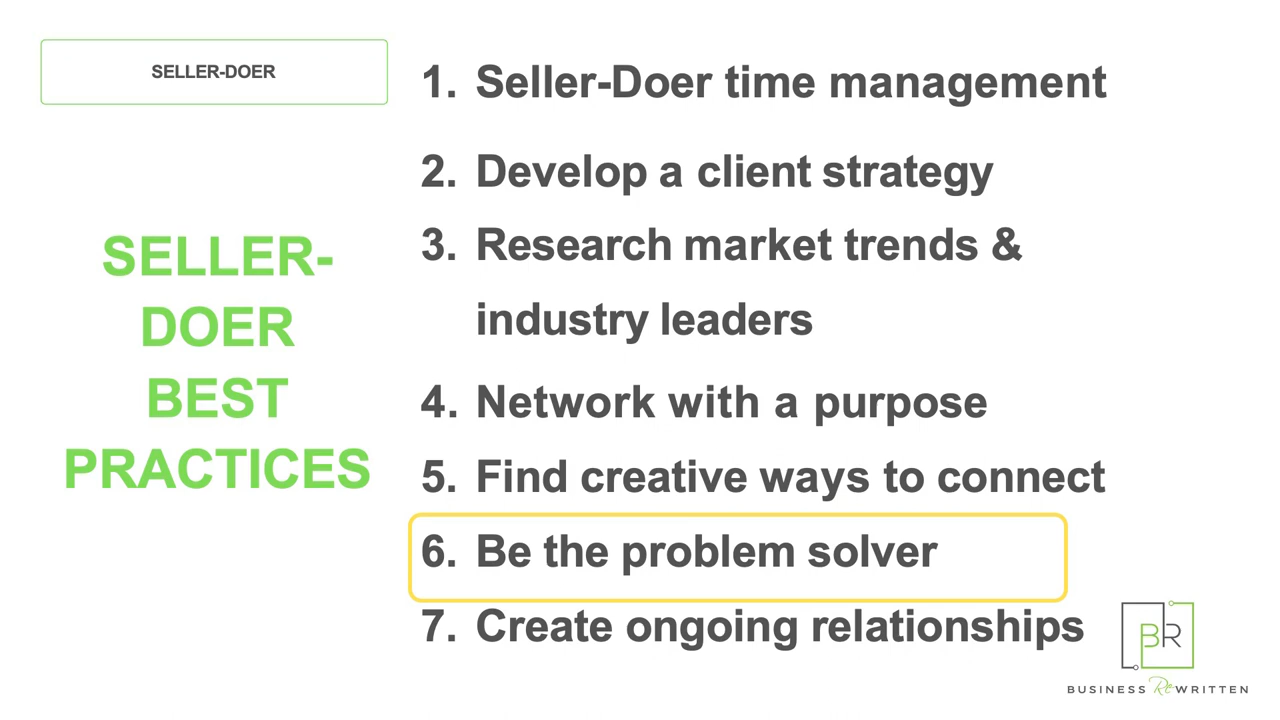 SELLER-DOER
SELLER-
DOER
BEST
PRACTICES
1. Seller-Doer time management
2. Develop a client strategy
3. Research market trends &
industry leaders
4. Network with a purpose
5. Find creative ways to connect
6. Be the problem solver
7. Create ongoing relationships
BR
BUSINESS ReWRITTEN